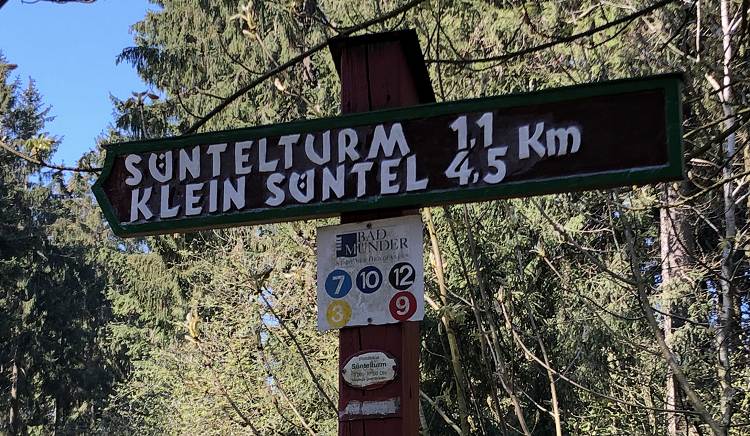 SÜNTELTURM 1,1 Km
KLEIN SÜNTEL 4,5
BAD
MÜNDER
7 10 12
3 9
Süntelturm